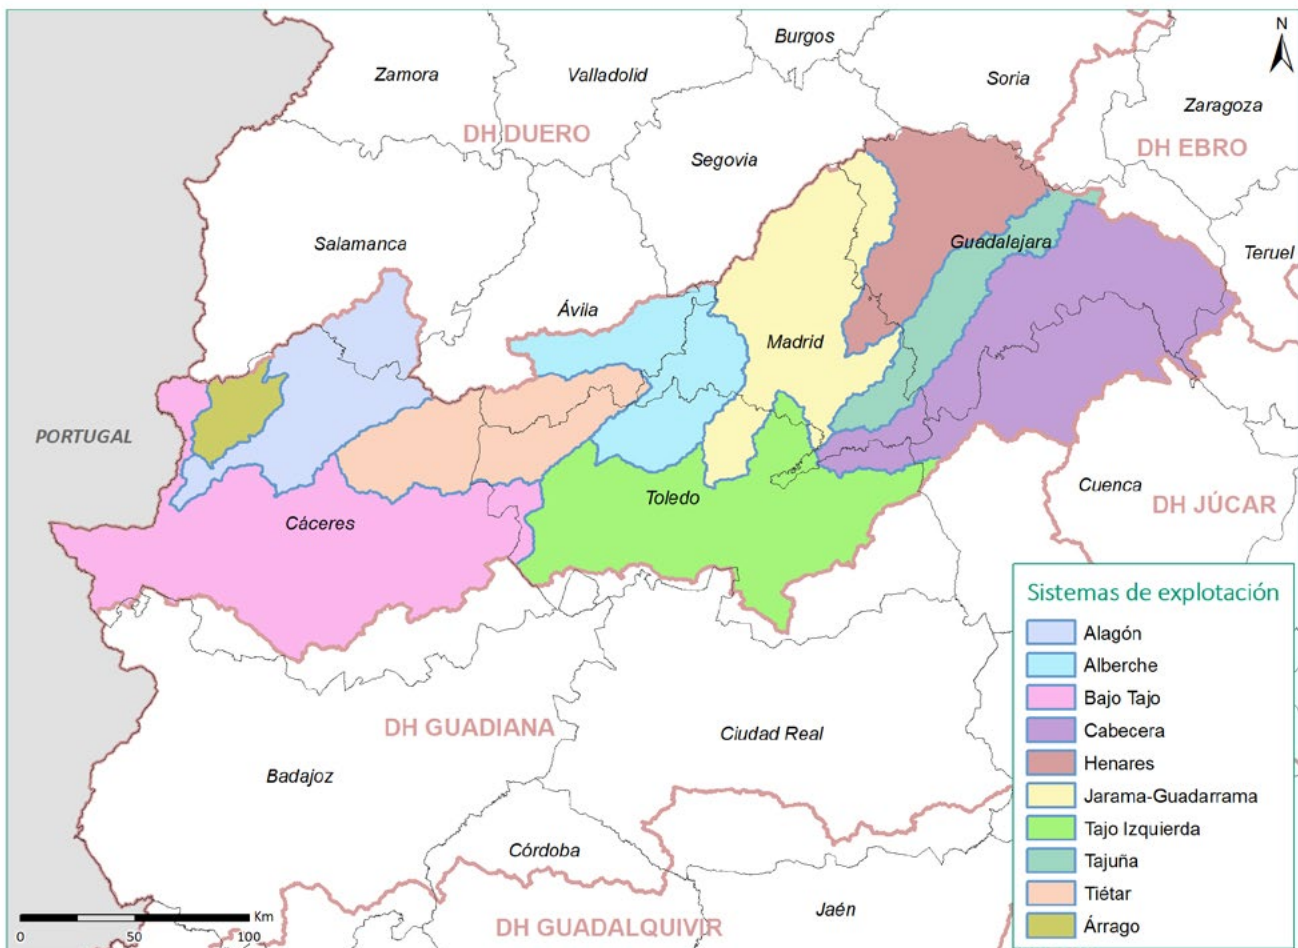 N
Burgos
Zamora
Valladolid
Soria
Zaragoza
DH DUERO
DH EBRO
Segovia
Salamanca
Guadalajara
Teruel
Ávila
Madrid
PORTUGAL
Cuenca
Toledo
DH JÚCAR
Cáceres
DH GUADIANA
Ciudad Real
Badajoz
Córdoba
Jaén
DH GUADALQUIVIR
Km
0 50 100
Sistemas de explotación
Alagón
Alberche
Bajo Tajo
Cabecera
Henares
Jarama-Guadarrama
Tajo Izquierda
Tajuña
Tiétar
Árrago